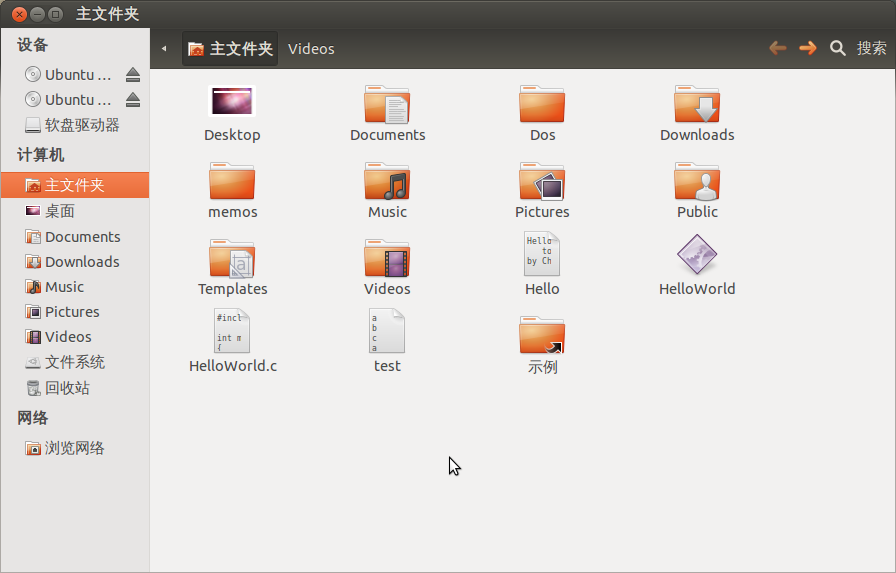 主文件夹
主文件夹 Videos 搜索
设备
Ubuntu ...
Ubuntu ...
软盘驱动器
计算机
主文件夹
桌面
Documents
Downloads
Music
Pictures
Videos
文件系统
回收站
网络
浏览网络
Desktop Documents Dos Downloads
memos Music Pictures Public
a
Hello
to
by Ch
Templates Videos Hello HelloWorld
#incl
int m
{
a
b
c
a
HelloWorld.c test 示例